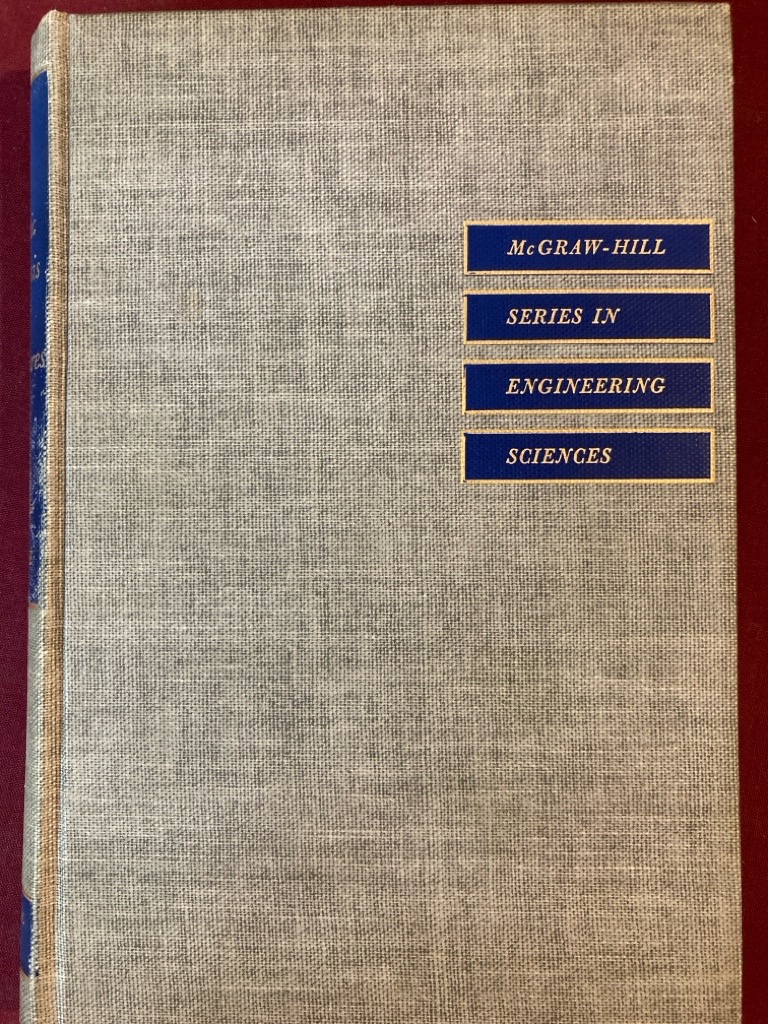 McGRAW-HILL
SERIES IN
ENGINEERING
SCIENCES